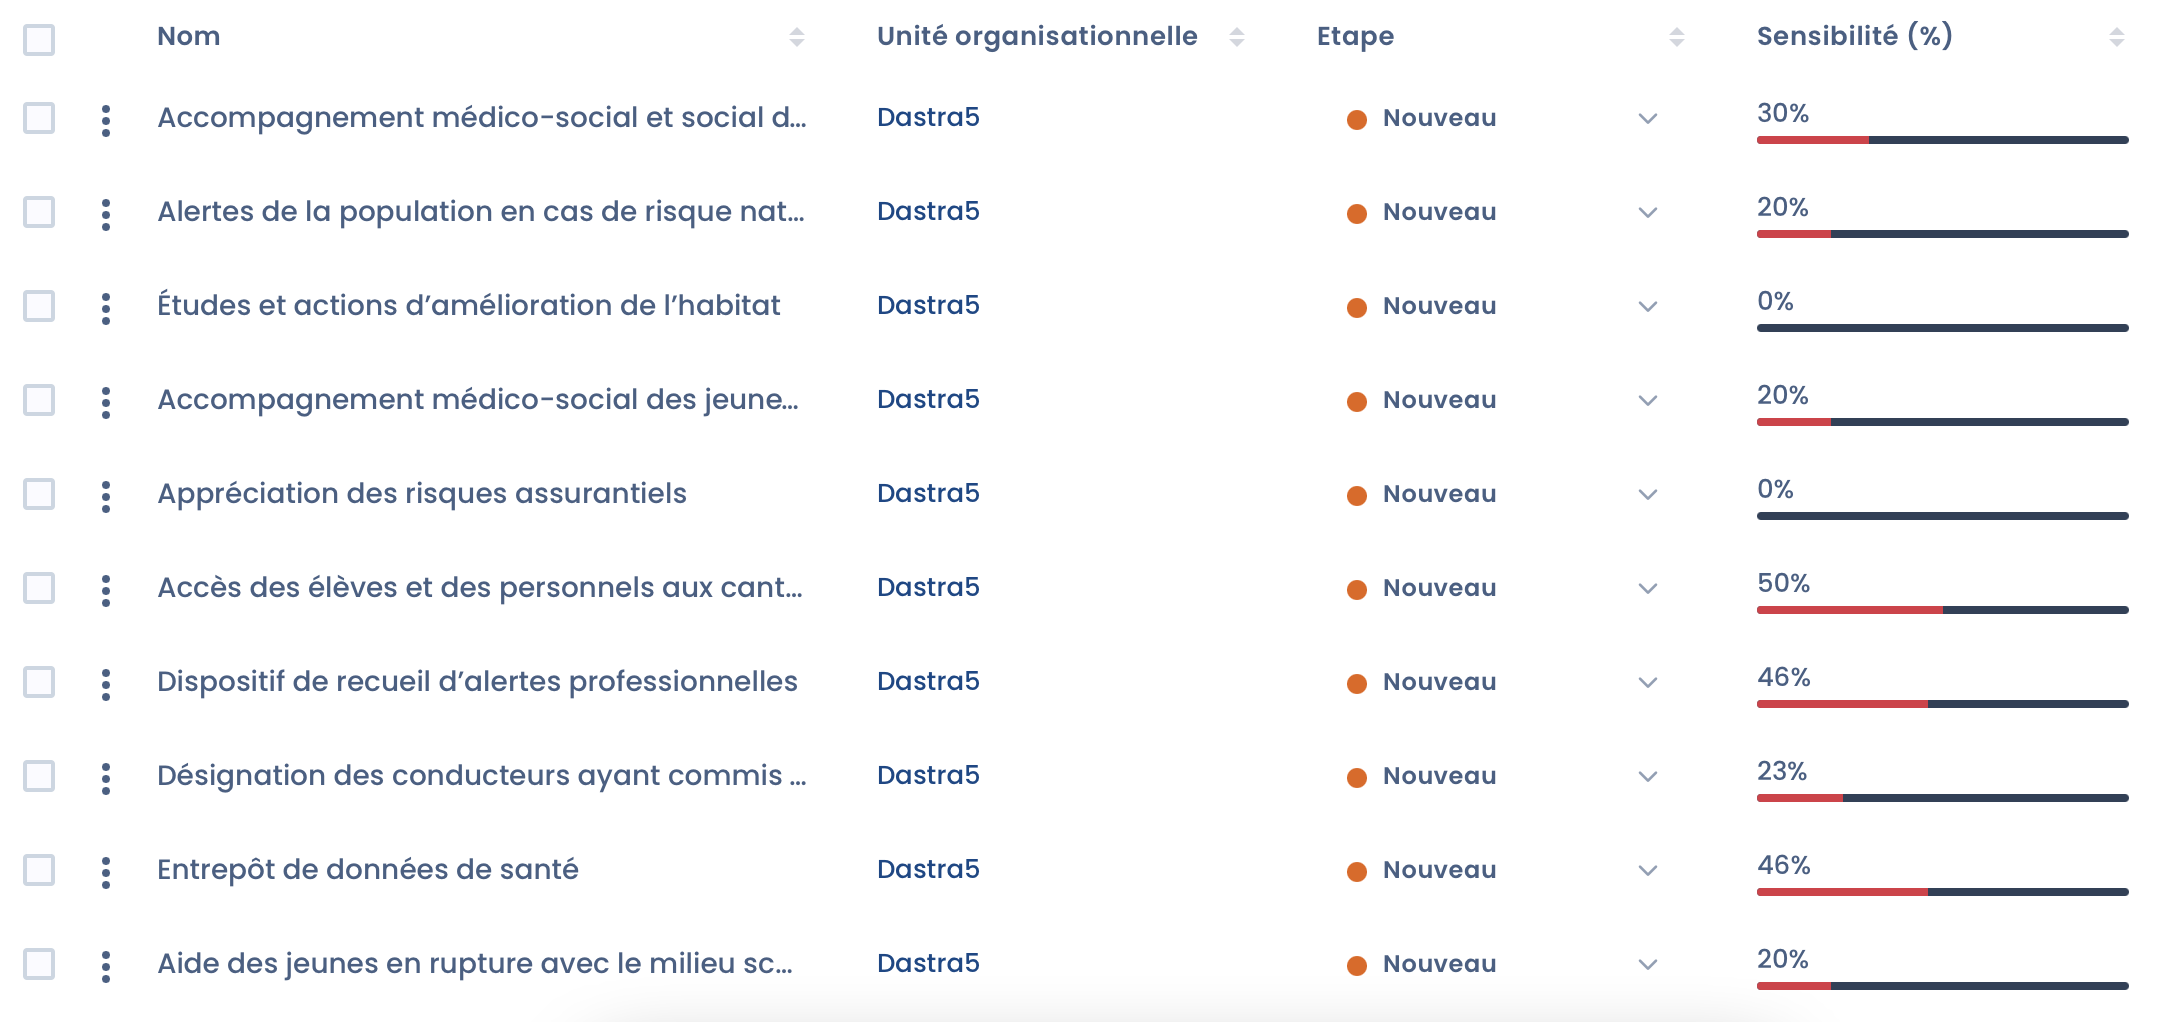 Nom Unité organisationnelle Etape Sensibilité (%)
Accompagnement médico-social et social d... Dastra5 Nouveau 30%
Alertes de la population en cas de risque nat... Dastra5 Nouveau 20%
Études et actions d’amélioration de l’habitat Dastra5 Nouveau 0%
Accompagnement médico-social des jeune... Dastra5 Nouveau 20%
Appréciation des risques assurantiels Dastra5 Nouveau 0%
Accès des élèves et des personnels aux cant... Dastra5 Nouveau 50%
Dispositif de recueil d’alertes professionnelles Dastra5 Nouveau 46%
Désignation des conducteurs ayant commis ... Dastra5 Nouveau 23%
Entrepôt de données de santé Dastra5 Nouveau 46%
Aide des jeunes en rupture avec le milieu sc... Dastra5 Nouveau 20%